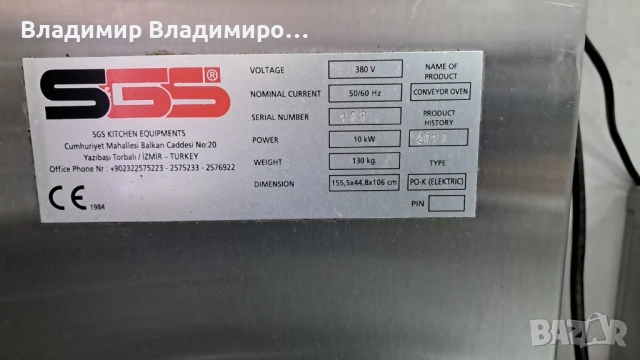 Владимир Владимиро...
SGS®
SGS KITCHEN EQUIPMENTS
Cumhuriyet Mahallesi Balkan Caddesi No:20
Yazıbaşı Torbalı / İZMİR - TURKEY
Office Phne Nr : +902322575223 - 2575233 - 2576922
CE 1984
VOLTAGE 380 V
NOMINAL CURRENT 50/60 Hz
SERIAL NUMBER
POWER 10 kW
WEIGHT 130 kg.
DIMENSION 155,5x44,8x106 cm
NAME OF
PRODUCT
CONVEYOR OVEN
PRODUCT
HISTORY
TYPE
PO-K (ELEKTRIC)
PIN
BAZAR